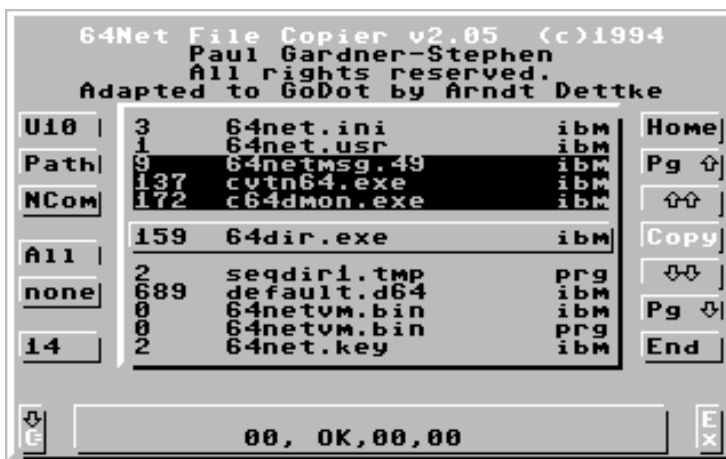 64Net File Copier v2.05 (c)1994
Paul Gardner-Stephen
All rights reserved.
Adapted to GoDot by Arndt Dettke
U10 3 64net.ini ibm Home
1 64net.usr ibm
Path 9 64netmsg.49 ibm Pg ⇧
137 cvtn64.exe ibm
NCom 172 c64dmon.exe ibm ⇧⇧
159 64dir.exe ibm Copy
All
2 seqdir1.tmp prg ⇩⇩
none 689 default.d64 ibm
0 64netvm.bin ibm Pg ⇩
0 64netvm.bin prg
14 2 64net.key ibm End
00, OK,00,00
Ex